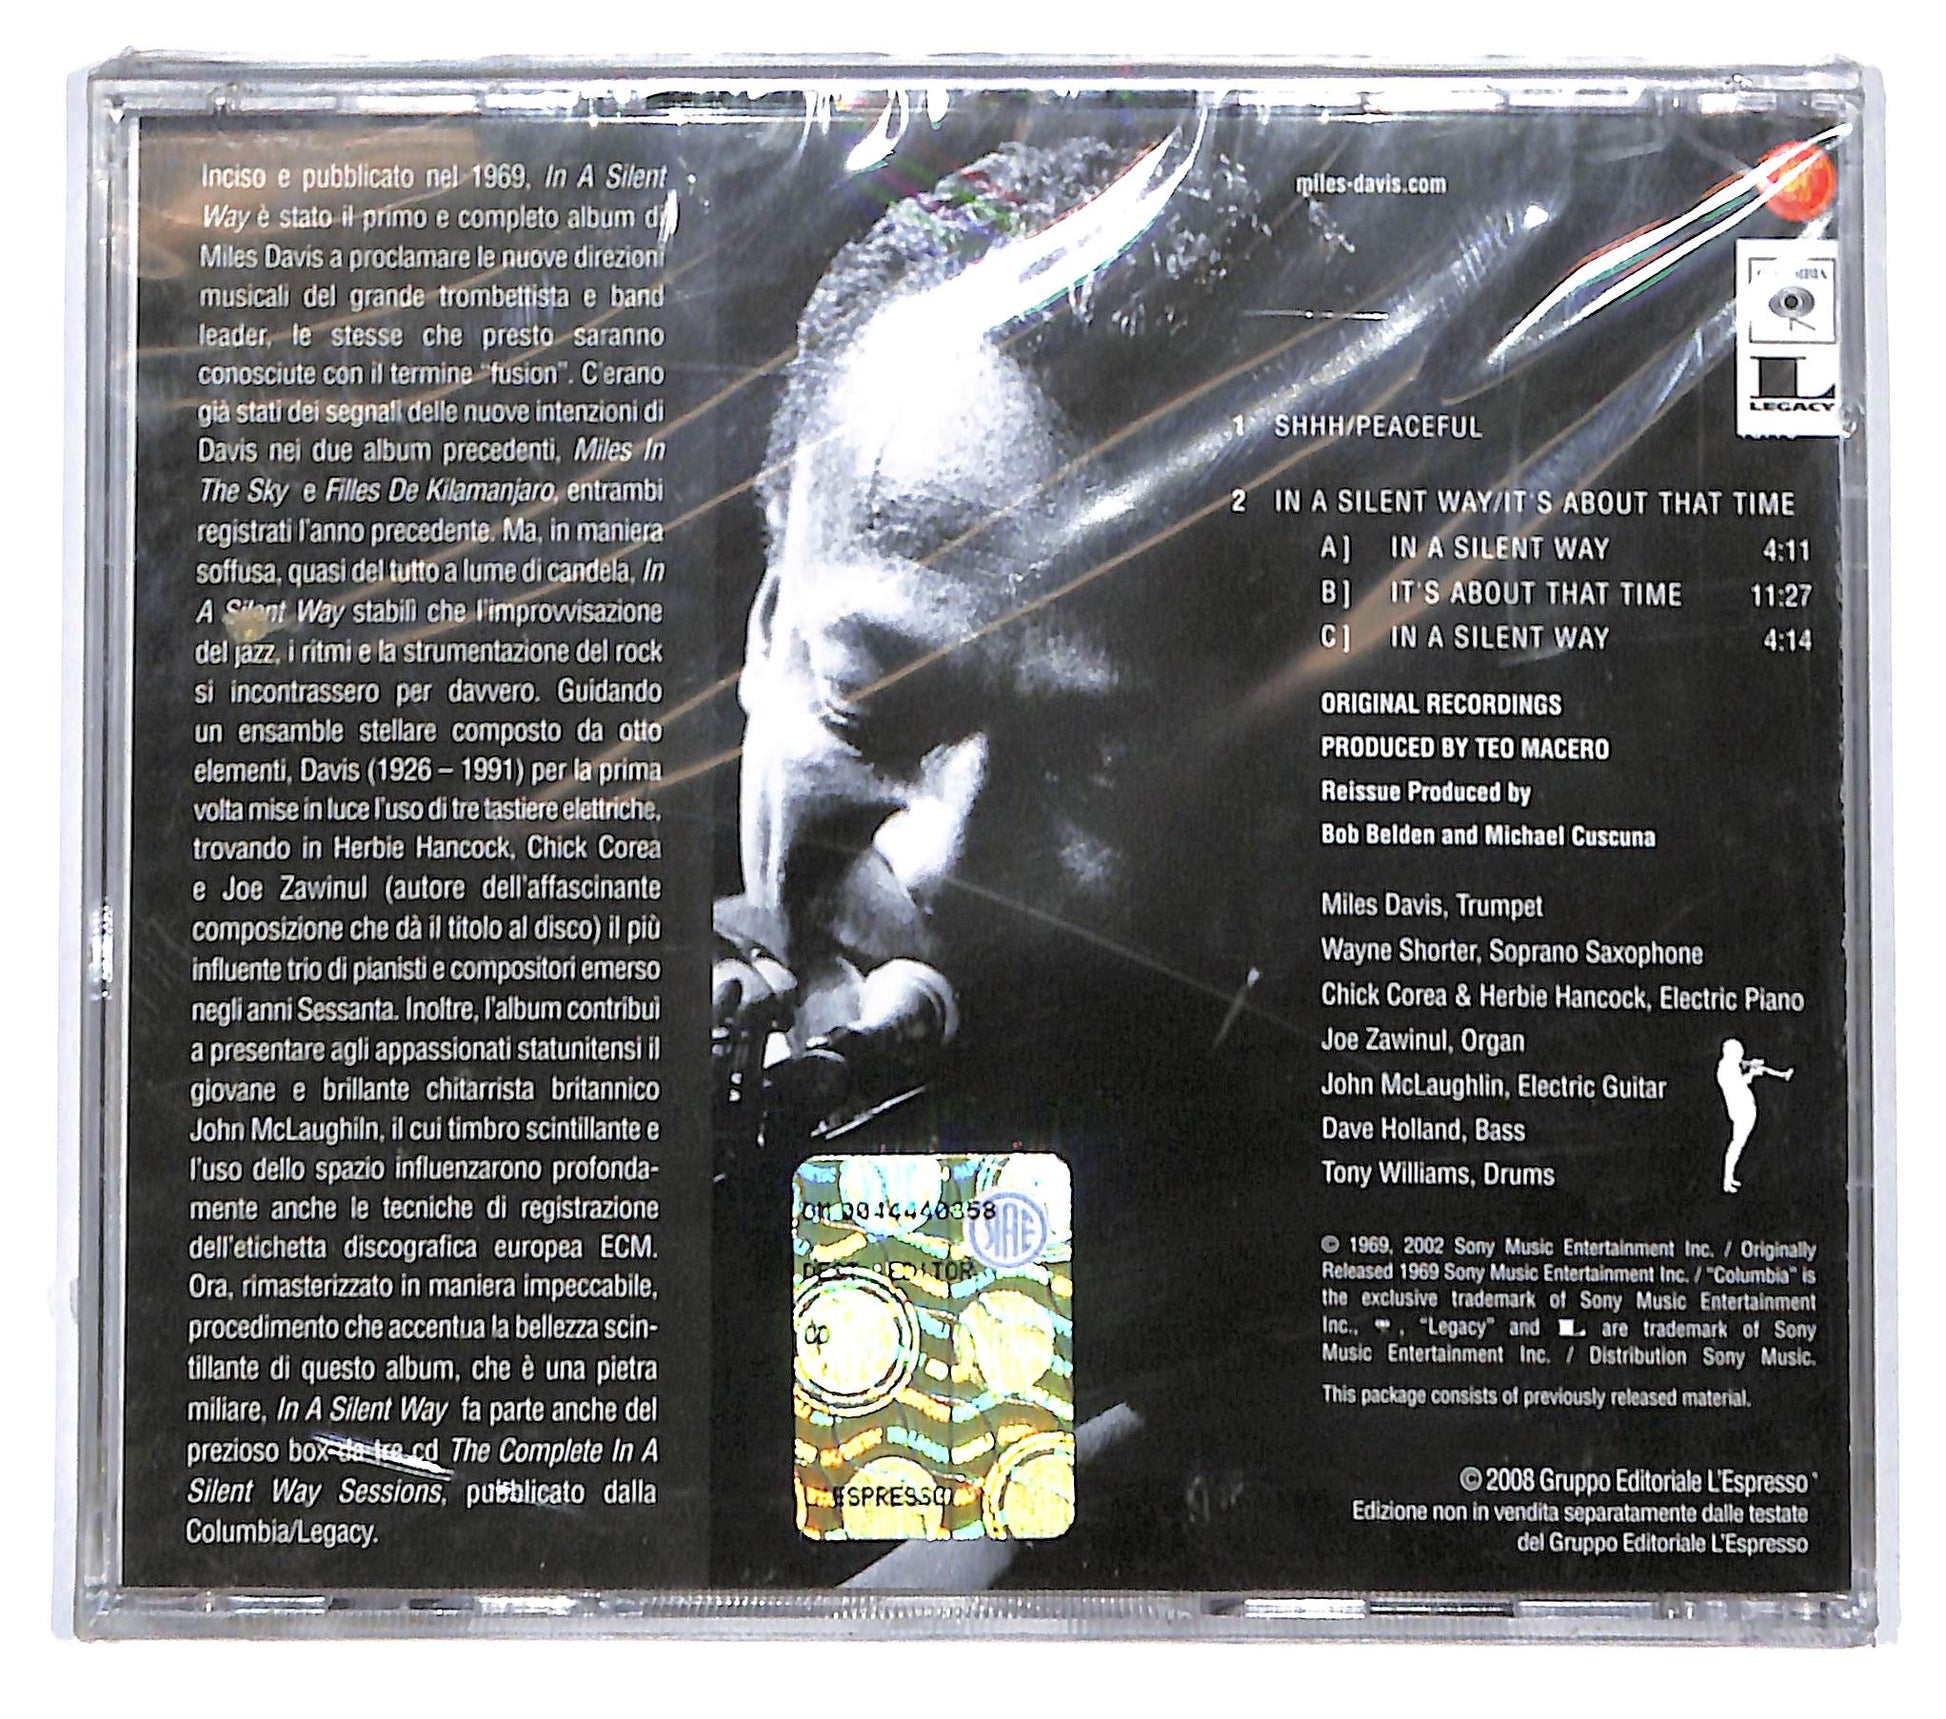 Inciso e pubblicato nel 1969, In A Silent
Way è stato il primo e completo album di
Miles Davis a proclamare le nuove direzioni
musicali del grande trombettista e band
leader, le stesse che presto saranno
conosciute con il termine "fusion". C'erano
già stati dei segnali delle nuove intenzioni di
Davis nei due album precedenti, Miles In
The Sky e Filles De Kilamanjaro, entrambi
registrati l'anno precedente. Ma, in maniera
soffusa, quasi del tutto a lume di candela, In
A Silent Way stabilì che l'improvvisazione
del jazz, i ritmi e la strumentazione del rock
si incontrassero per davvero. Guidando
un ensamble stellare composto da otto
elementi, Davis (1926 – 1991) per la prima
volta mise in luce l'uso di tre tastiere elettriche,
trovando in Herbie Hancock, Chick Corea
e Joe Zawinul (autore dell'affascinante
composizione che dà il titolo al disco) il più
influente trio di pianisti e compositori emerso
negli anni Sessanta. Inoltre, l'album contribuì
a presentare agli appassionati statunitensi il
giovane e brillante chitarrista britannico
John McLaughiln, il cui timbro scintillante e
l'uso dello spazio influenzarono profonda-
mente anche le tecniche di registrazione
dell'etichetta discografica europea ECM.
Ora, rimasterizzato in maniera impeccabile,
procedimento che accentua la bellezza scin-
tillante di questo album, che è una pietra
miliare, In A Silent Way fa parte anche del
prezioso box da tre cd The Complete In A
Silent Way Sessions, pubblicato dalla
Columbia/Legacy.
miles-davis.com
COLUMBIA
LEGACY
1 SHHH/PEACEFUL
2 IN A SILENT WAY/IT'S ABOUT THAT TIME
A] IN A SILENT WAY 4:11
B] IT'S ABOUT THAT TIME 11:27
C] IN A SILENT WAY 4:14
ORIGINAL RECORDINGS
PRODUCED BY TEO MACERO
Reissue Produced by
Bob Belden and Michael Cuscuna
Miles Davis, Trumpet
Wayne Shorter, Soprano Saxophone
Chick Corea & Herbie Hancock, Electric Piano
Joe Zawinul, Organ
John McLaughlin, Electric Guitar
Dave Holland, Bass
Tony Williams, Drums
© 1969, 2002 Sony Music Entertainment Inc. / Originally
Released 1969 Sony Music Entertainment Inc. / "Columbia" is
the exclusive trademark of Sony Music Entertainment
Inc., , "Legacy" and L are trademark of Sony
Music Entertainment Inc. / Distribution Sony Music.
This package consists of previously released material.
© 2008 Gruppo Editoriale L'Espresso
Edizione non in vendita separatamente dalle testate
del Gruppo Editoriale L'Espresso
SIAE
EDITOR
CD
ESPRESSO